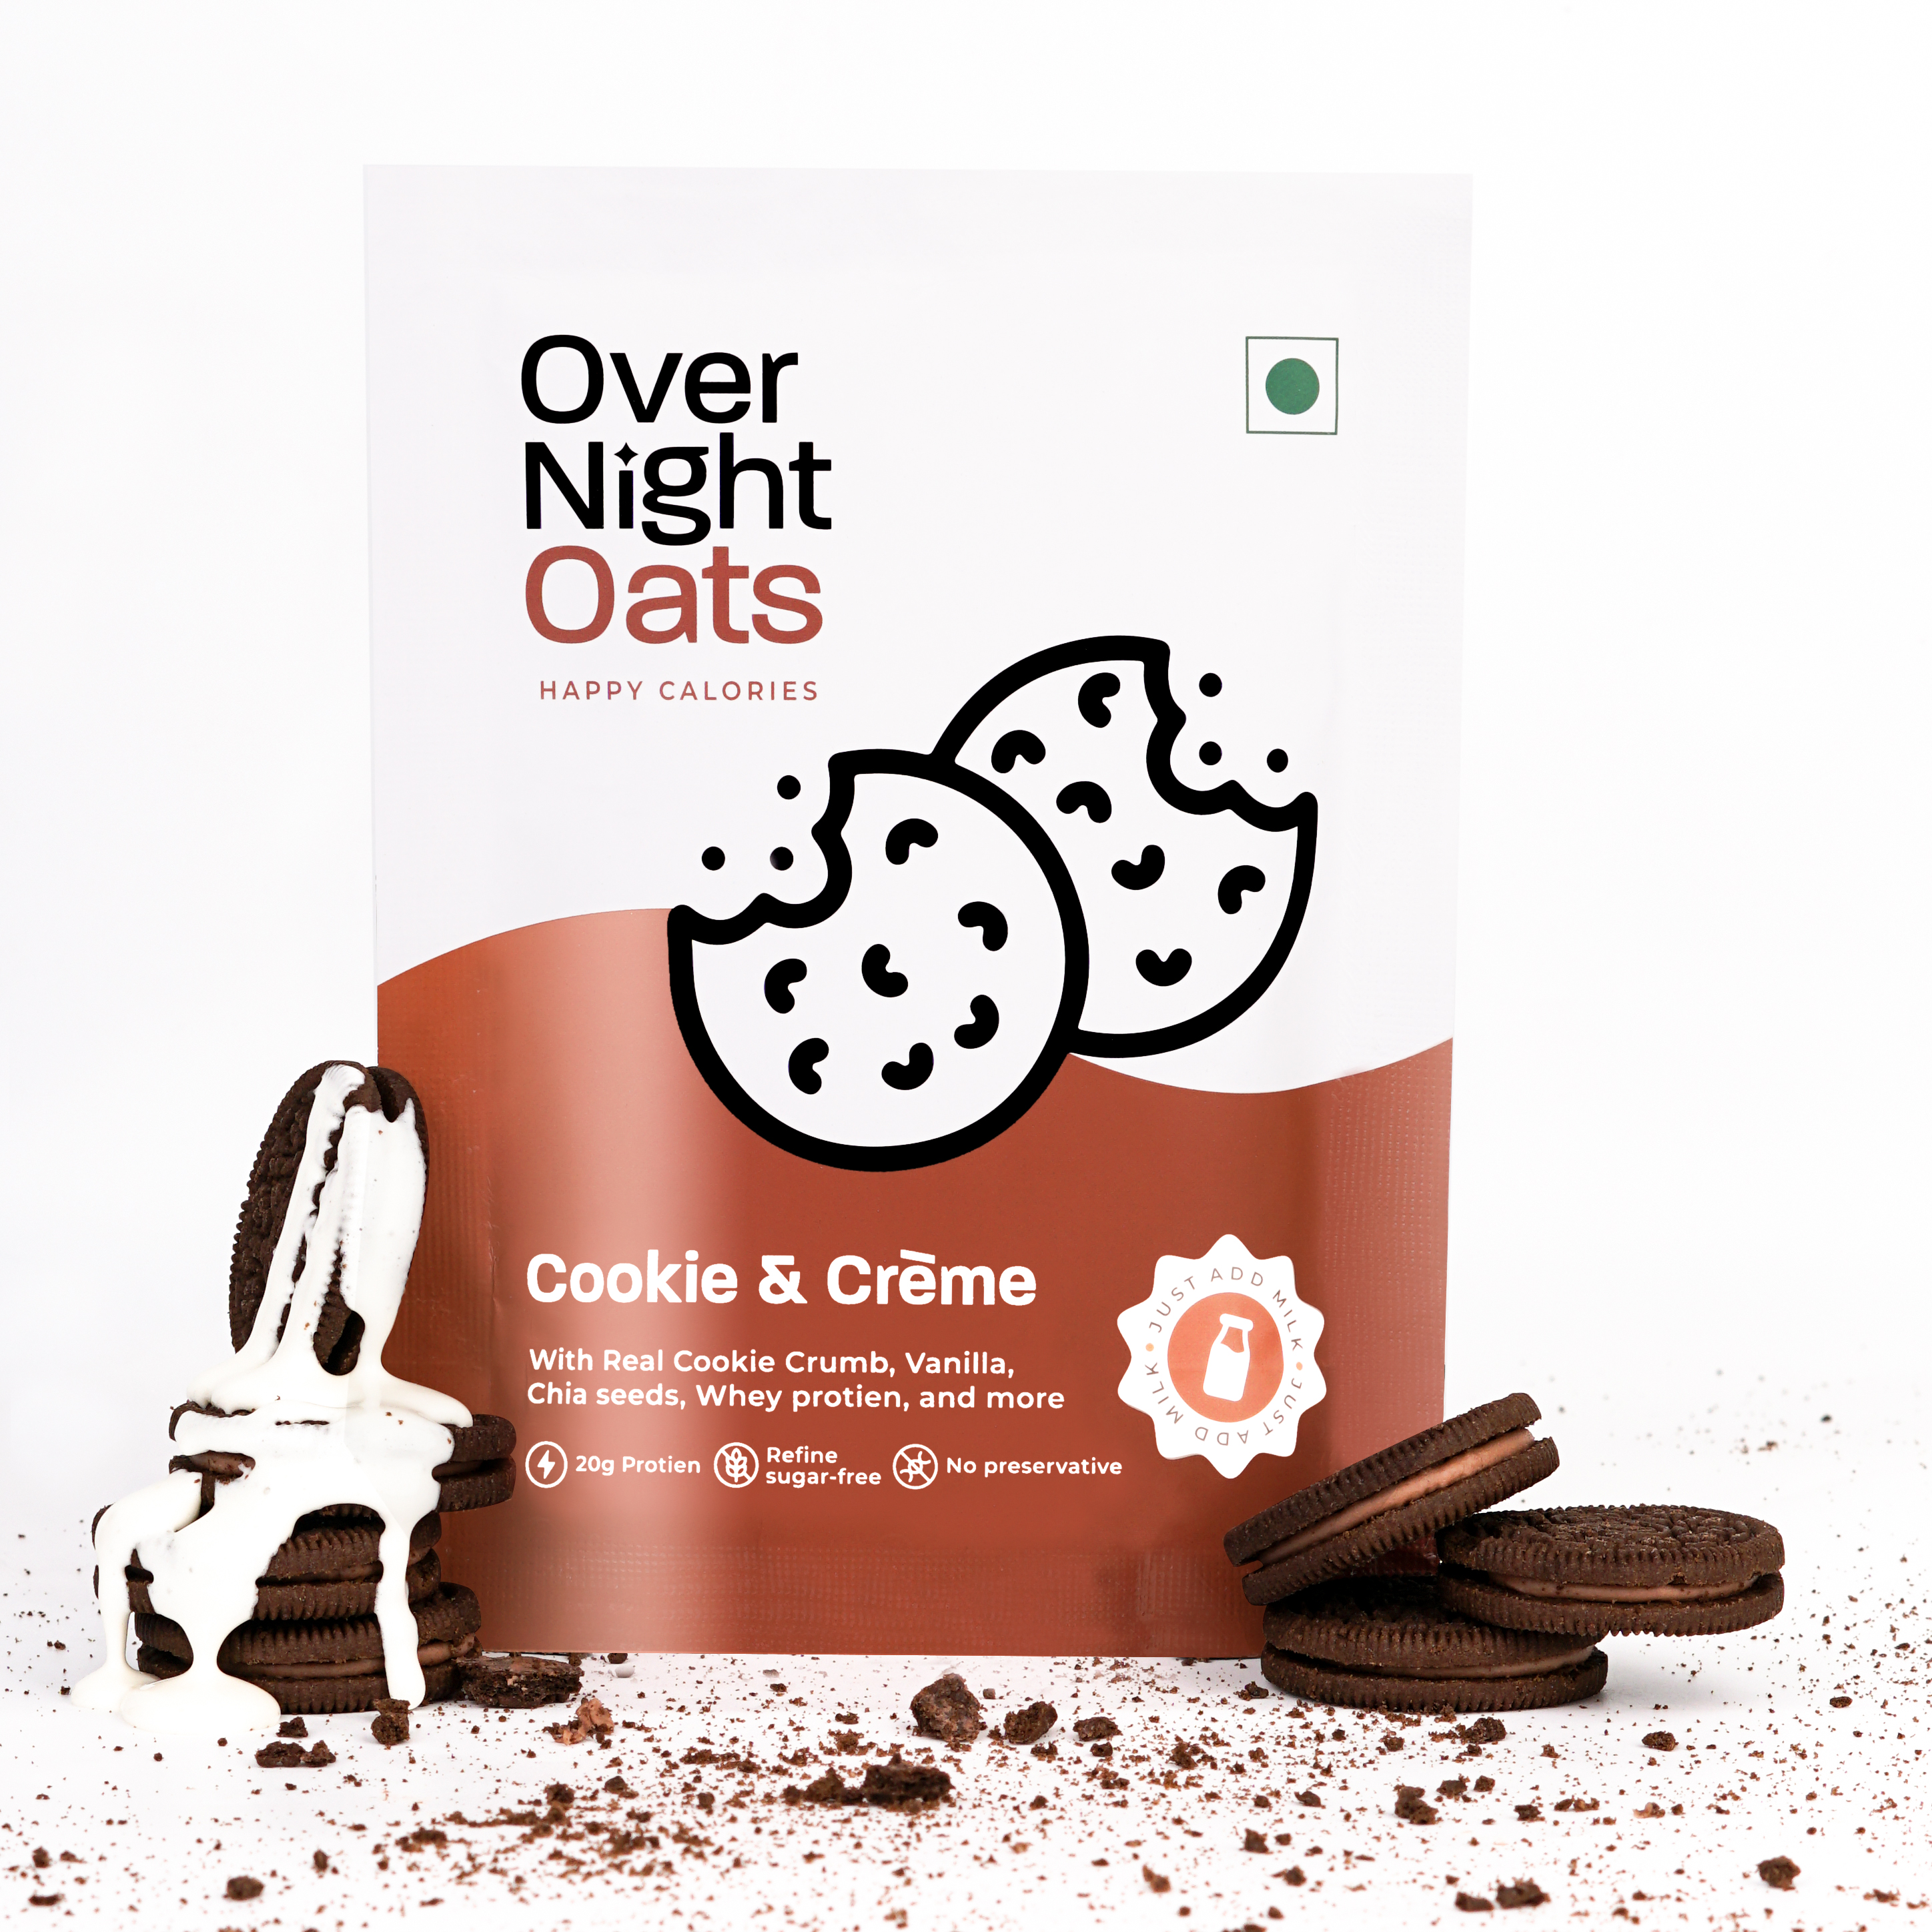 Over
Night
Oats
HAPPY CALORIES
Cookie & Crēme
With Real Cookie Crumb, Vanilla,
Chia seeds, Whey protien, and more
20g Protien
Refine
sugar-free
No preservative
JUST ADD MILK • JUST ADD MILK •